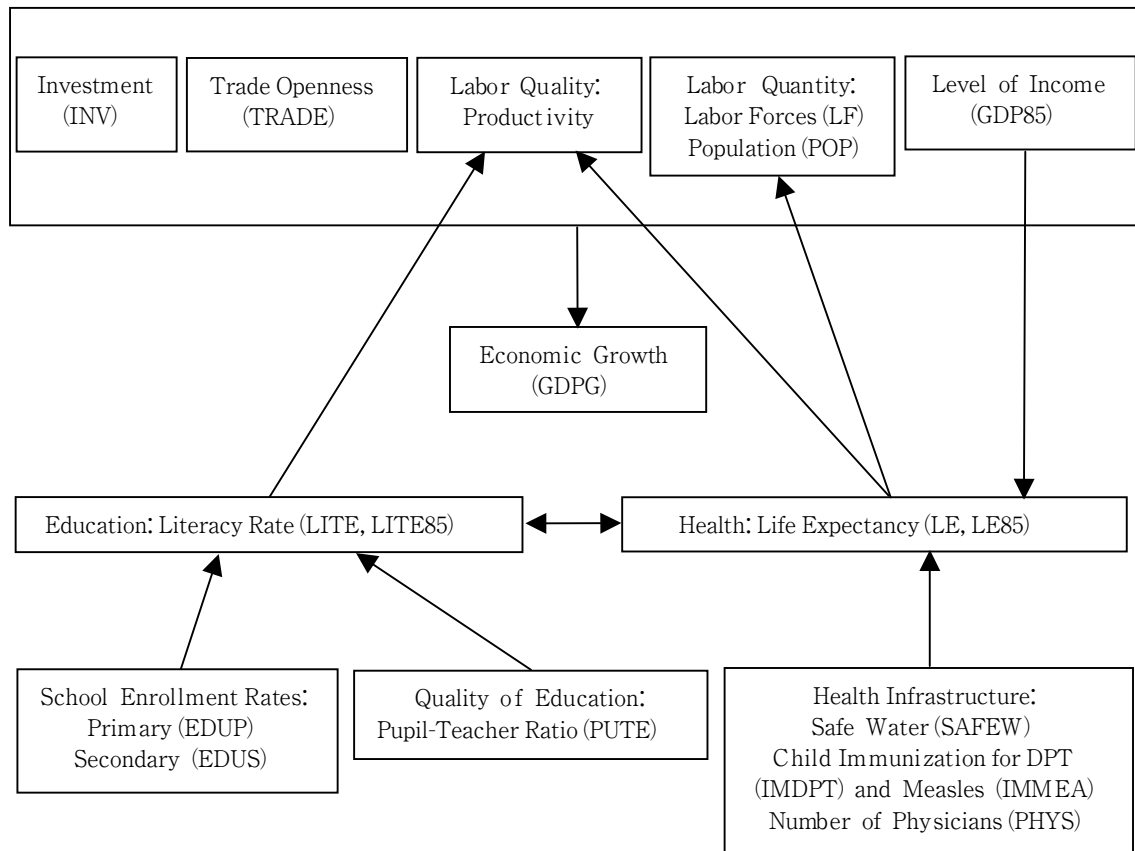 Investment
(INV)
Trade Openness
(TRADE)
Labor Quality:
Productivity
Labor Quantity:
Labor Forces (LF)
Population (POP)
Level of Income
(GDP85)
Economic Growth
(GDPG)
Education: Literacy Rate (LITE, LITE85)
Health: Life Expectancy (LE, LE85)
School Enrollment Rates:
Primary (EDUP)
Secondary (EDUS)
Quality of Education:
Pupil-Teacher Ratio (PUTE)
Health Infrastructure:
Safe Water (SAFEW)
Child Immunization for DPT
(IMDPT) and Measles (IMMEA)
Number of Physicians (PHYS)